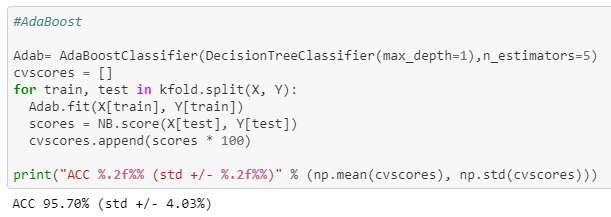 #AdaBoost
Adab= AdaBoostClassifier(DecisionTreeClassifier(max_depth=1),n_estimators=5)
cvscores = []
for train, test in kfold.split(X, Y):
  Adab.fit(X[train], Y[train])
  scores = NB.score(X[test], Y[test])
  cvscores.append(scores * 100)
print("ACC %.2f%% (std +/- %.2f%%)" % (np.mean(cvscores), np.std(cvscores)))
ACC 95.70% (std +/- 4.03%)